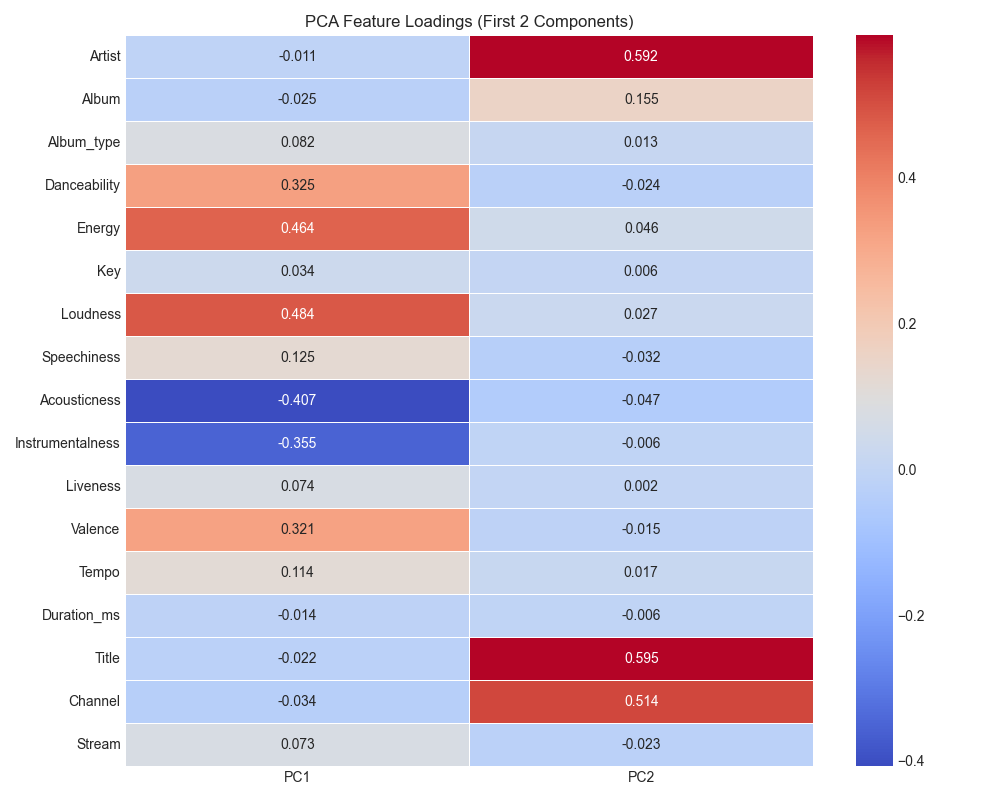 PCA Feature Loadings (First 2 Components)
Artist -0.011 0.592
Album -0.025 0.155
Album_type 0.082 0.013
Danceability 0.325 -0.024
Energy 0.464 0.046
Key 0.034 0.006
Loudness 0.484 0.027
Speechiness 0.125 -0.032
Acousticness -0.407 -0.047
Instrumentalness -0.355 -0.006
Liveness 0.074 0.002
Valence 0.321 -0.015
Tempo 0.114 0.017
Duration_ms -0.014 -0.006
Title -0.022 0.595
Channel -0.034 0.514
Stream 0.073 -0.023
PC1 PC2
0.4
0.2
0.0
−0.2
−0.4